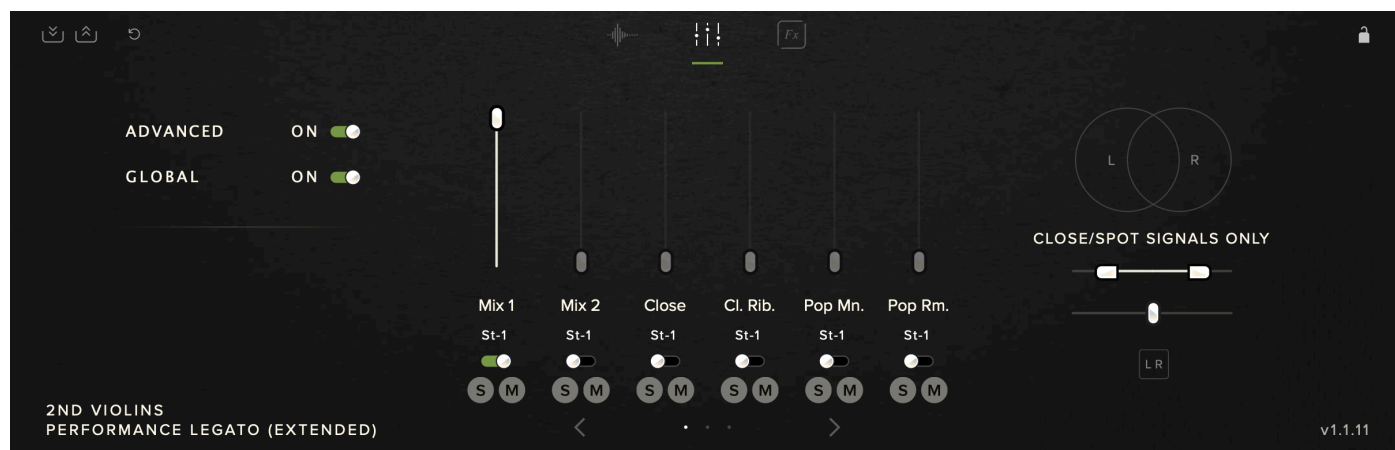 Fx
ADVANCED ON
GLOBAL ON
L R
CLOSE/SPOT SIGNALS ONLY
Mix 1 Mix 2 Close Cl. Rib. Pop Mn. Pop Rm.
St-1 St-1 St-1 St-1 St-1 St-1
S M S M S M S M S M S M
L R
2ND VIOLINS
PERFORMANCE LEGATO (EXTENDED)
v1.1.11